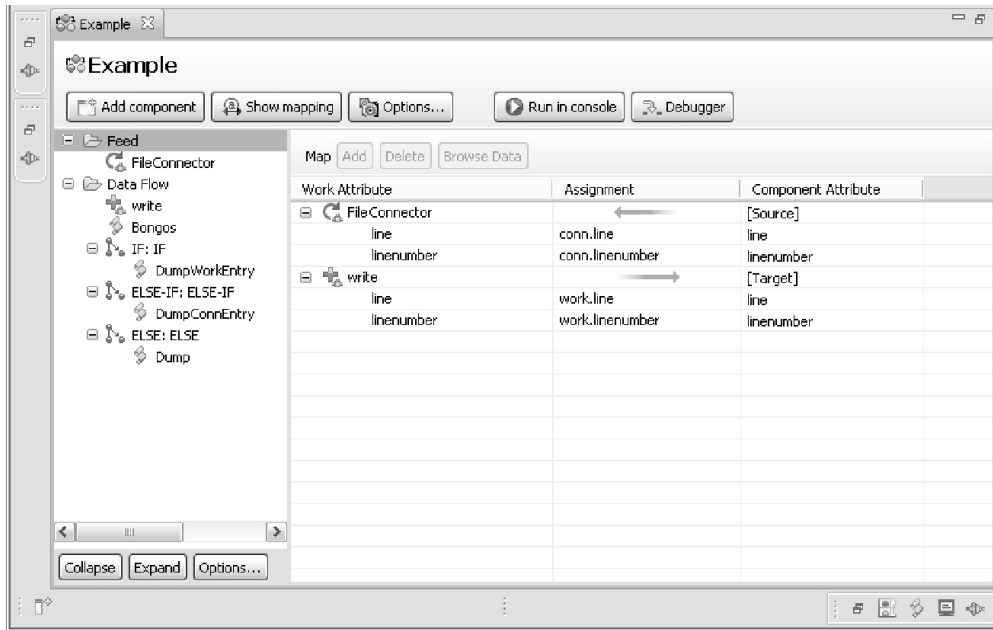 Example
Example
Add component Show mapping Options... Run in console Debugger
Feed
FileConnector
Data Flow
write
Bongos
IF: IF
DumpWorkEntry
ELSE-IF: ELSE-IF
DumpConnEntry
ELSE: ELSE
Dump
Collapse Expand Options...
Map Add Delete Browse Data
Work Attribute Assignment Component Attribute
FileConnector [Source]
line conn.line line
linenumber conn.linenumber linenumber
write [Target]
line work.line line
linenumber work.linenumber linenumber